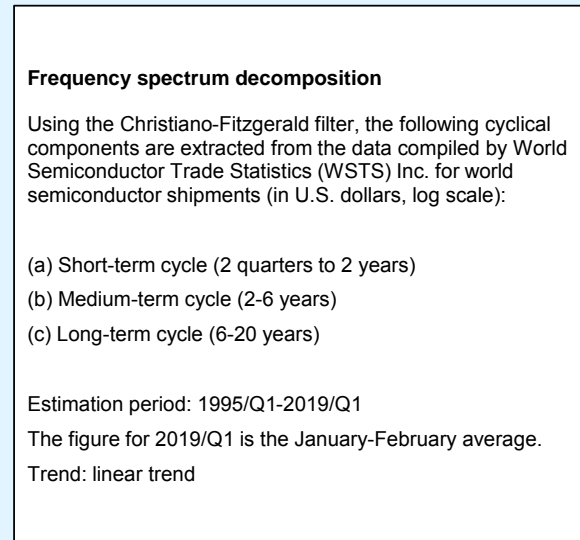 Frequency spectrum decomposition
Using the Christiano-Fitzgerald filter, the following cyclical
components are extracted from the data compiled by World
Semiconductor Trade Statistics (WSTS) Inc. for world
semiconductor shipments (in U.S. dollars, log scale):
(a) Short-term cycle (2 quarters to 2 years)
(b) Medium-term cycle (2-6 years)
(c) Long-term cycle (6-20 years)
Estimation period: 1995/Q1-2019/Q1
The figure for 2019/Q1 is the January-February average.
Trend: linear trend